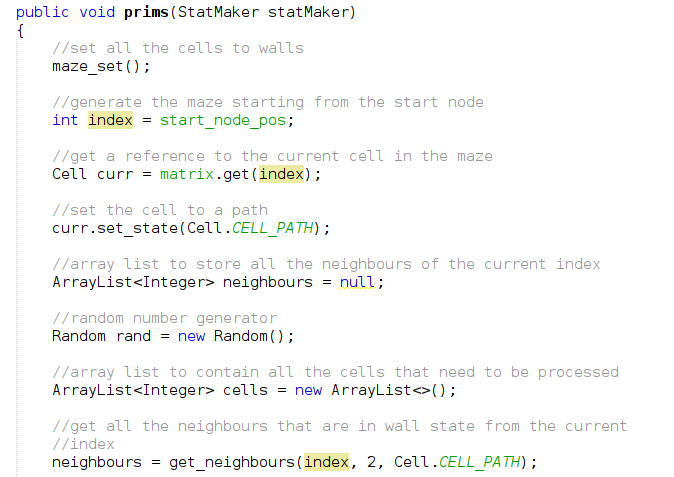 public void prims(StatMaker statMaker)
{
//set all the cells to walls
maze_set();
//generate the maze starting from the start node
int index = start_node_pos;
//get a reference to the current cell in the maze
Cell curr = matrix.get(index);
//set the cell to a path
curr.set_state(Cell.CELL_PATH);
//array list to store all the neighbours of the current index
ArrayList<Integer> neighbours = null;
//random number generator
Random rand = new Random();
//array list to contain all the cells that need to be processed
ArrayList<Integer> cells = new ArrayList<>();
//get all the neighbours that are in wall state from the current
//index
neighbours = get_neighbours(index, 2, Cell.CELL_PATH);